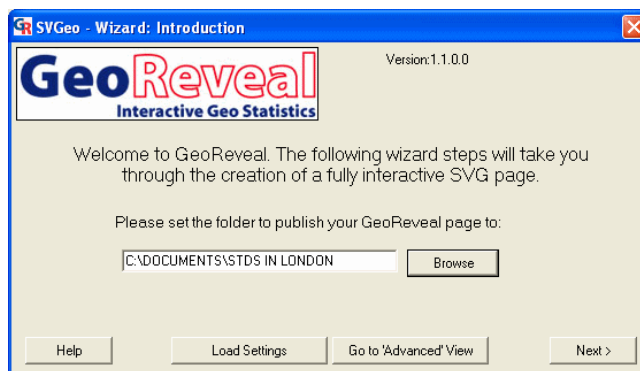 GR SVGeo - Wizard: Introduction
GeoReveal
Interactive Geo Statistics
Version:1.1.0.0
Welcome to GeoReveal. The following wizard steps will take you
through the creation of a fully interactive SVG page.
Please set the folder to publish your GeoReveal page to:
C:\DOCUMENTS\STDS IN LONDON
Browse
Help
Load Settings
Go to 'Advanced' View
Next >